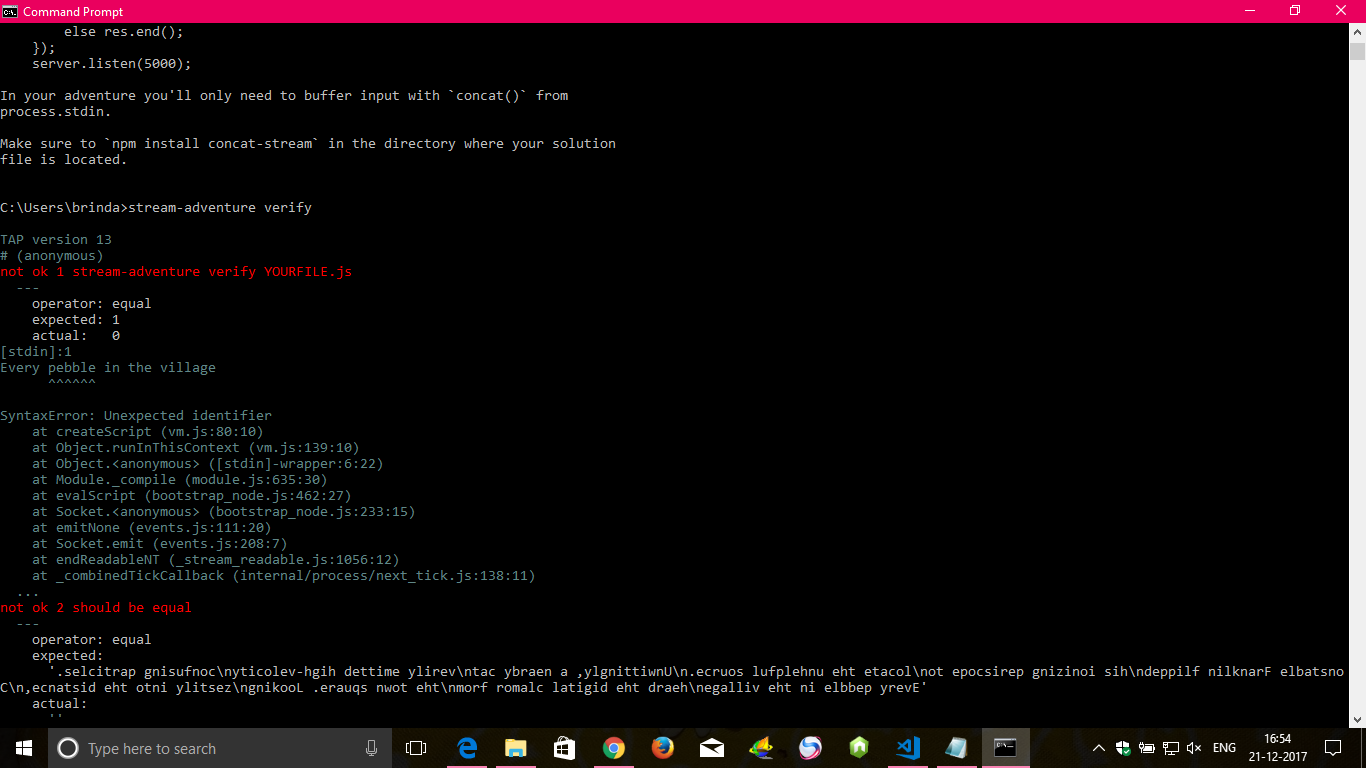 Command Prompt
else res.end();
});
server.listen(5000);
In your adventure you'll only need to buffer input with `concat()` from
process.stdin.
Make sure to `npm install concat-stream` in the directory where your solution
file is located.
C:\Users\brinda>stream-adventure verify
TAP version 13
# (anonymous)
not ok 1 stream-adventure verify YOURFILE.js
---
operator: equal
expected: 1
actual:   0
[stdin]:1
Every pebble in the village
^^^^^^
SyntaxError: Unexpected identifier
at createScript (vm.js:80:10)
at Object.runInThisContext (vm.js:139:10)
at Object.<anonymous> ([stdin]-wrapper:6:22)
at Module._compile (module.js:635:30)
at evalScript (bootstrap_node.js:462:27)
at Socket.<anonymous> (bootstrap_node.js:233:15)
at emitNone (events.js:111:20)
at Socket.emit (events.js:208:7)
at endReadableNT (_stream_readable.js:1056:12)
at _combinedTickCallback (internal/process/next_tick.js:138:11)
...
not ok 2 should be equal
---
operator: equal
expected:
'.selcitrap gnisufnoc\nyticolev-hgih dettime ylirev\ntac ybraen a ,ylgnittiwnU\n.ecruos lufplehnu eht etacol\not epocsirep gnizinoi sih\ndeppilf nilknarF elbatsno
C\n,ecnatsid eht otni ylitsez\ngnikooL .erauqs nwot eht\nmorf romalc latigid eht draeh\negalliv eht ni elbbep yrevE'
actual:
''
Type here to search
ENG
16:54
21-12-2017